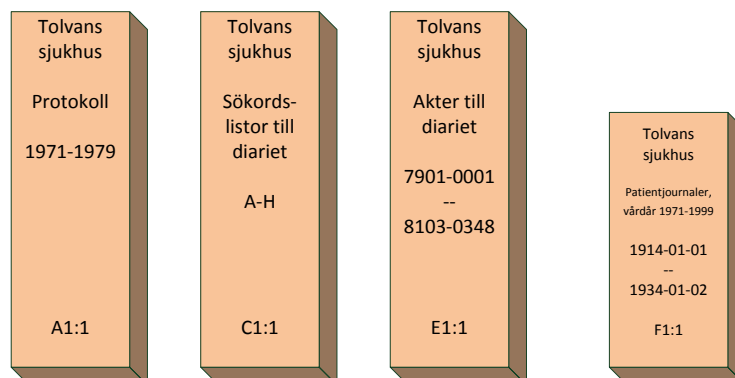 Tolvans
sjukhus
Protokoll
1971-1979
A1:1
Tolvans
sjukhus
Sökords-
listor till
diariet
A-H
C1:1
Tolvans
sjukhus
Akter till
diariet
7901-0001
--
8103-0348
E1:1
Tolvans
sjukhus
Patientjournaler,
vårdår 1971-1999
1914-01-01
--
1934-01-02
F1:1